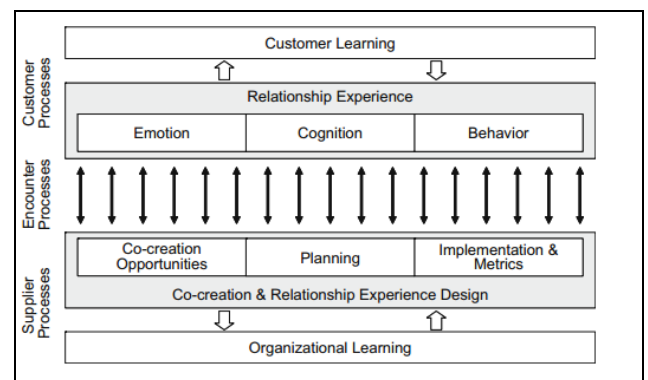 Customer Learning
Customer
Processes
Relationship Experience
Emotion
Cognition
Behavior
Encounter
Processes
Co-creation
Opportunities
Planning
Implementation &
Metrics
Supplier
Processes
Co-creation & Relationship Experience Design
Organizational Learning